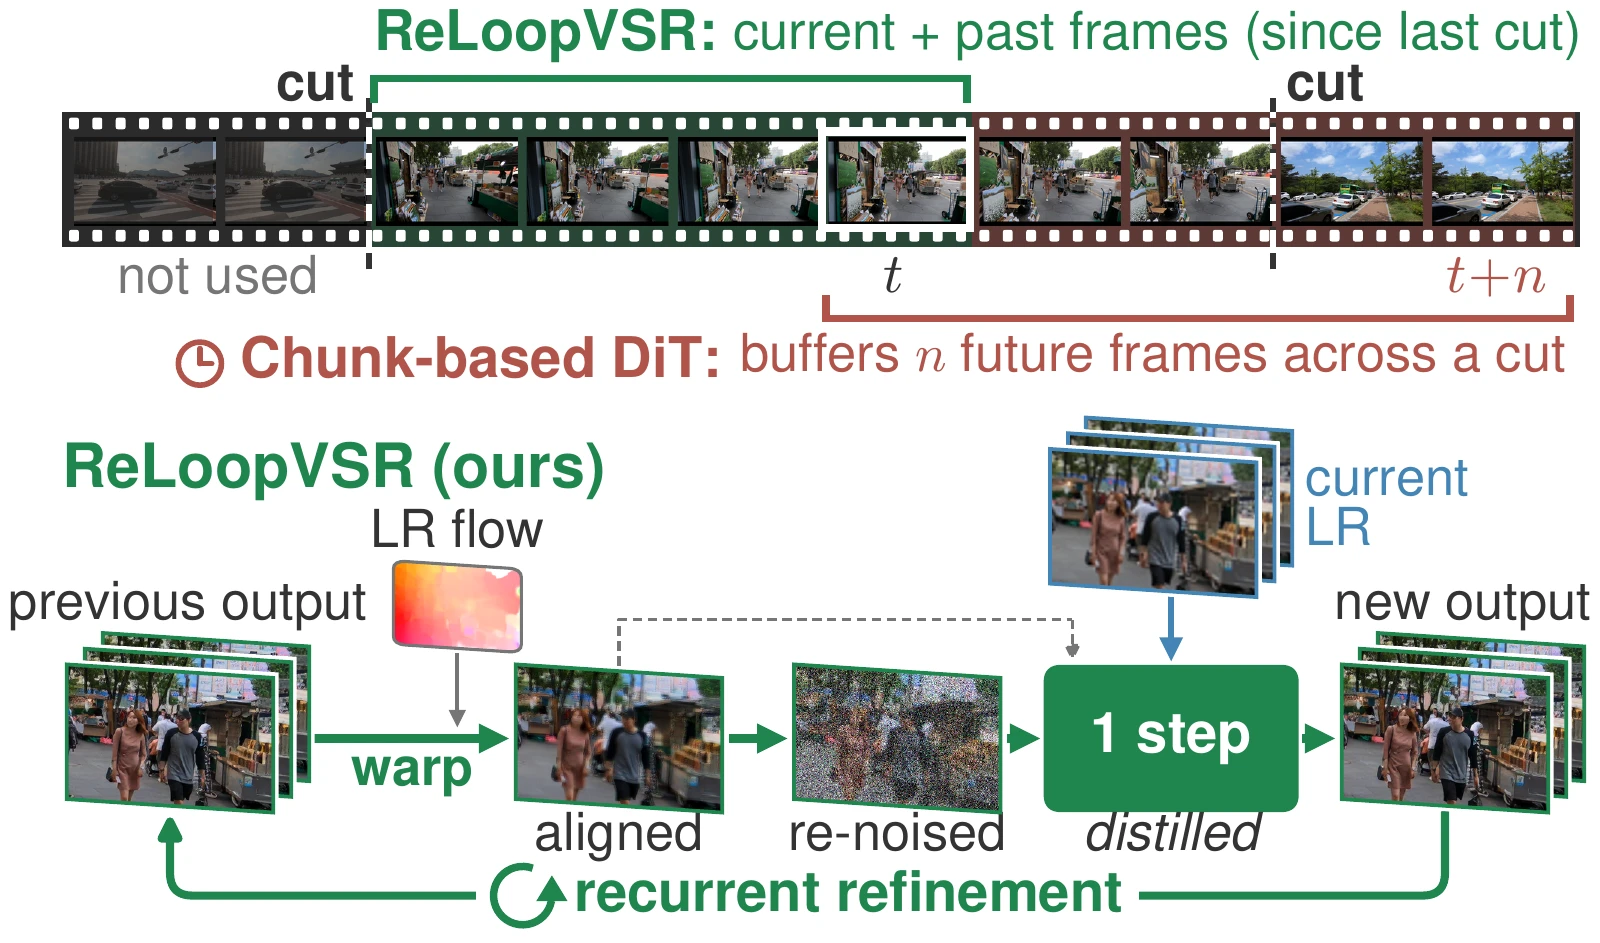 ReLoopVSR: current + past frames (since last cut)
cut
cut
not used
t
t+n
Chunk-based DiT: buffers n future frames across a cut
ReLoopVSR (ours)
LR flow
current
LR
previous output
new output
warp
1 step
aligned
re-noised
distilled
recurrent refinement